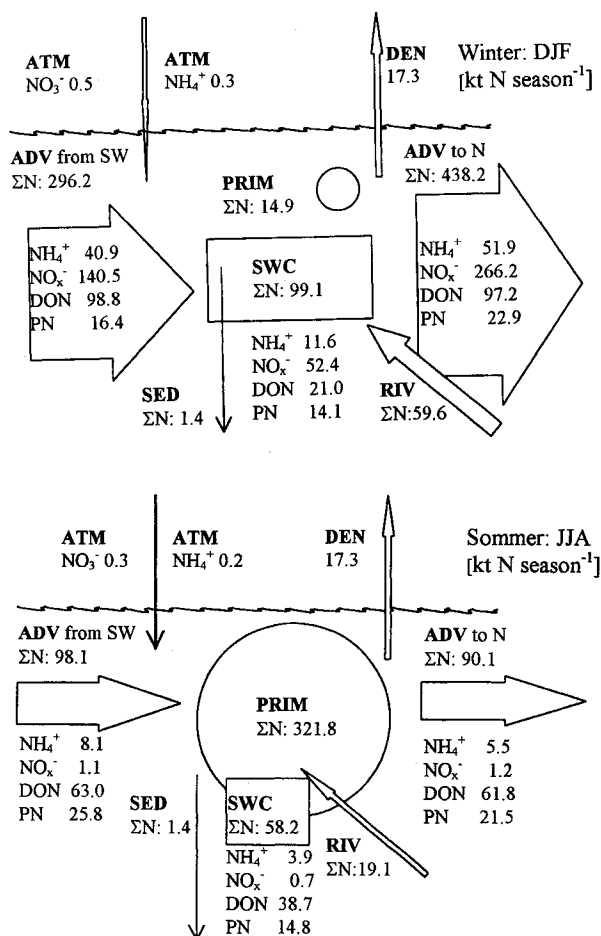 ATM
NO₃⁻ 0.5
ATM
NH₄⁺ 0.3
DEN
17.3
Winter: DJF
[kt N season⁻¹]
ADV from SW
ΣN: 296.2
PRIM
ΣN: 14.9
ADV to N
ΣN: 438.2
NH₄⁺ 40.9
NOₓ⁻ 140.5
DON 98.8
PN 16.4
SWC
ΣN: 99.1
NH₄⁺ 51.9
NOₓ⁻ 266.2
DON 97.2
PN 22.9
NH₄⁺ 11.6
NOₓ⁻ 52.4
DON 21.0
PN 14.1
SED
ΣN: 1.4
RIV
ΣN:59.6
ATM
NO₃⁻ 0.3
ATM
NH₄⁺ 0.2
DEN
17.3
Sommer: JJA
[kt N season⁻¹]
ADV from SW
ΣN: 98.1
PRIM
ΣN: 321.8
ADV to N
ΣN: 90.1
NH₄⁺ 8.1
NOₓ⁻ 1.1
DON 63.0
PN 25.8
NH₄⁺ 5.5
NOₓ⁻ 1.2
DON 61.8
PN 21.5
SED
ΣN: 1.4
SWC
ΣN: 58.2
NH₄⁺ 3.9
NOₓ⁻ 0.7
DON 38.7
PN 14.8
RIV
ΣN:19.1